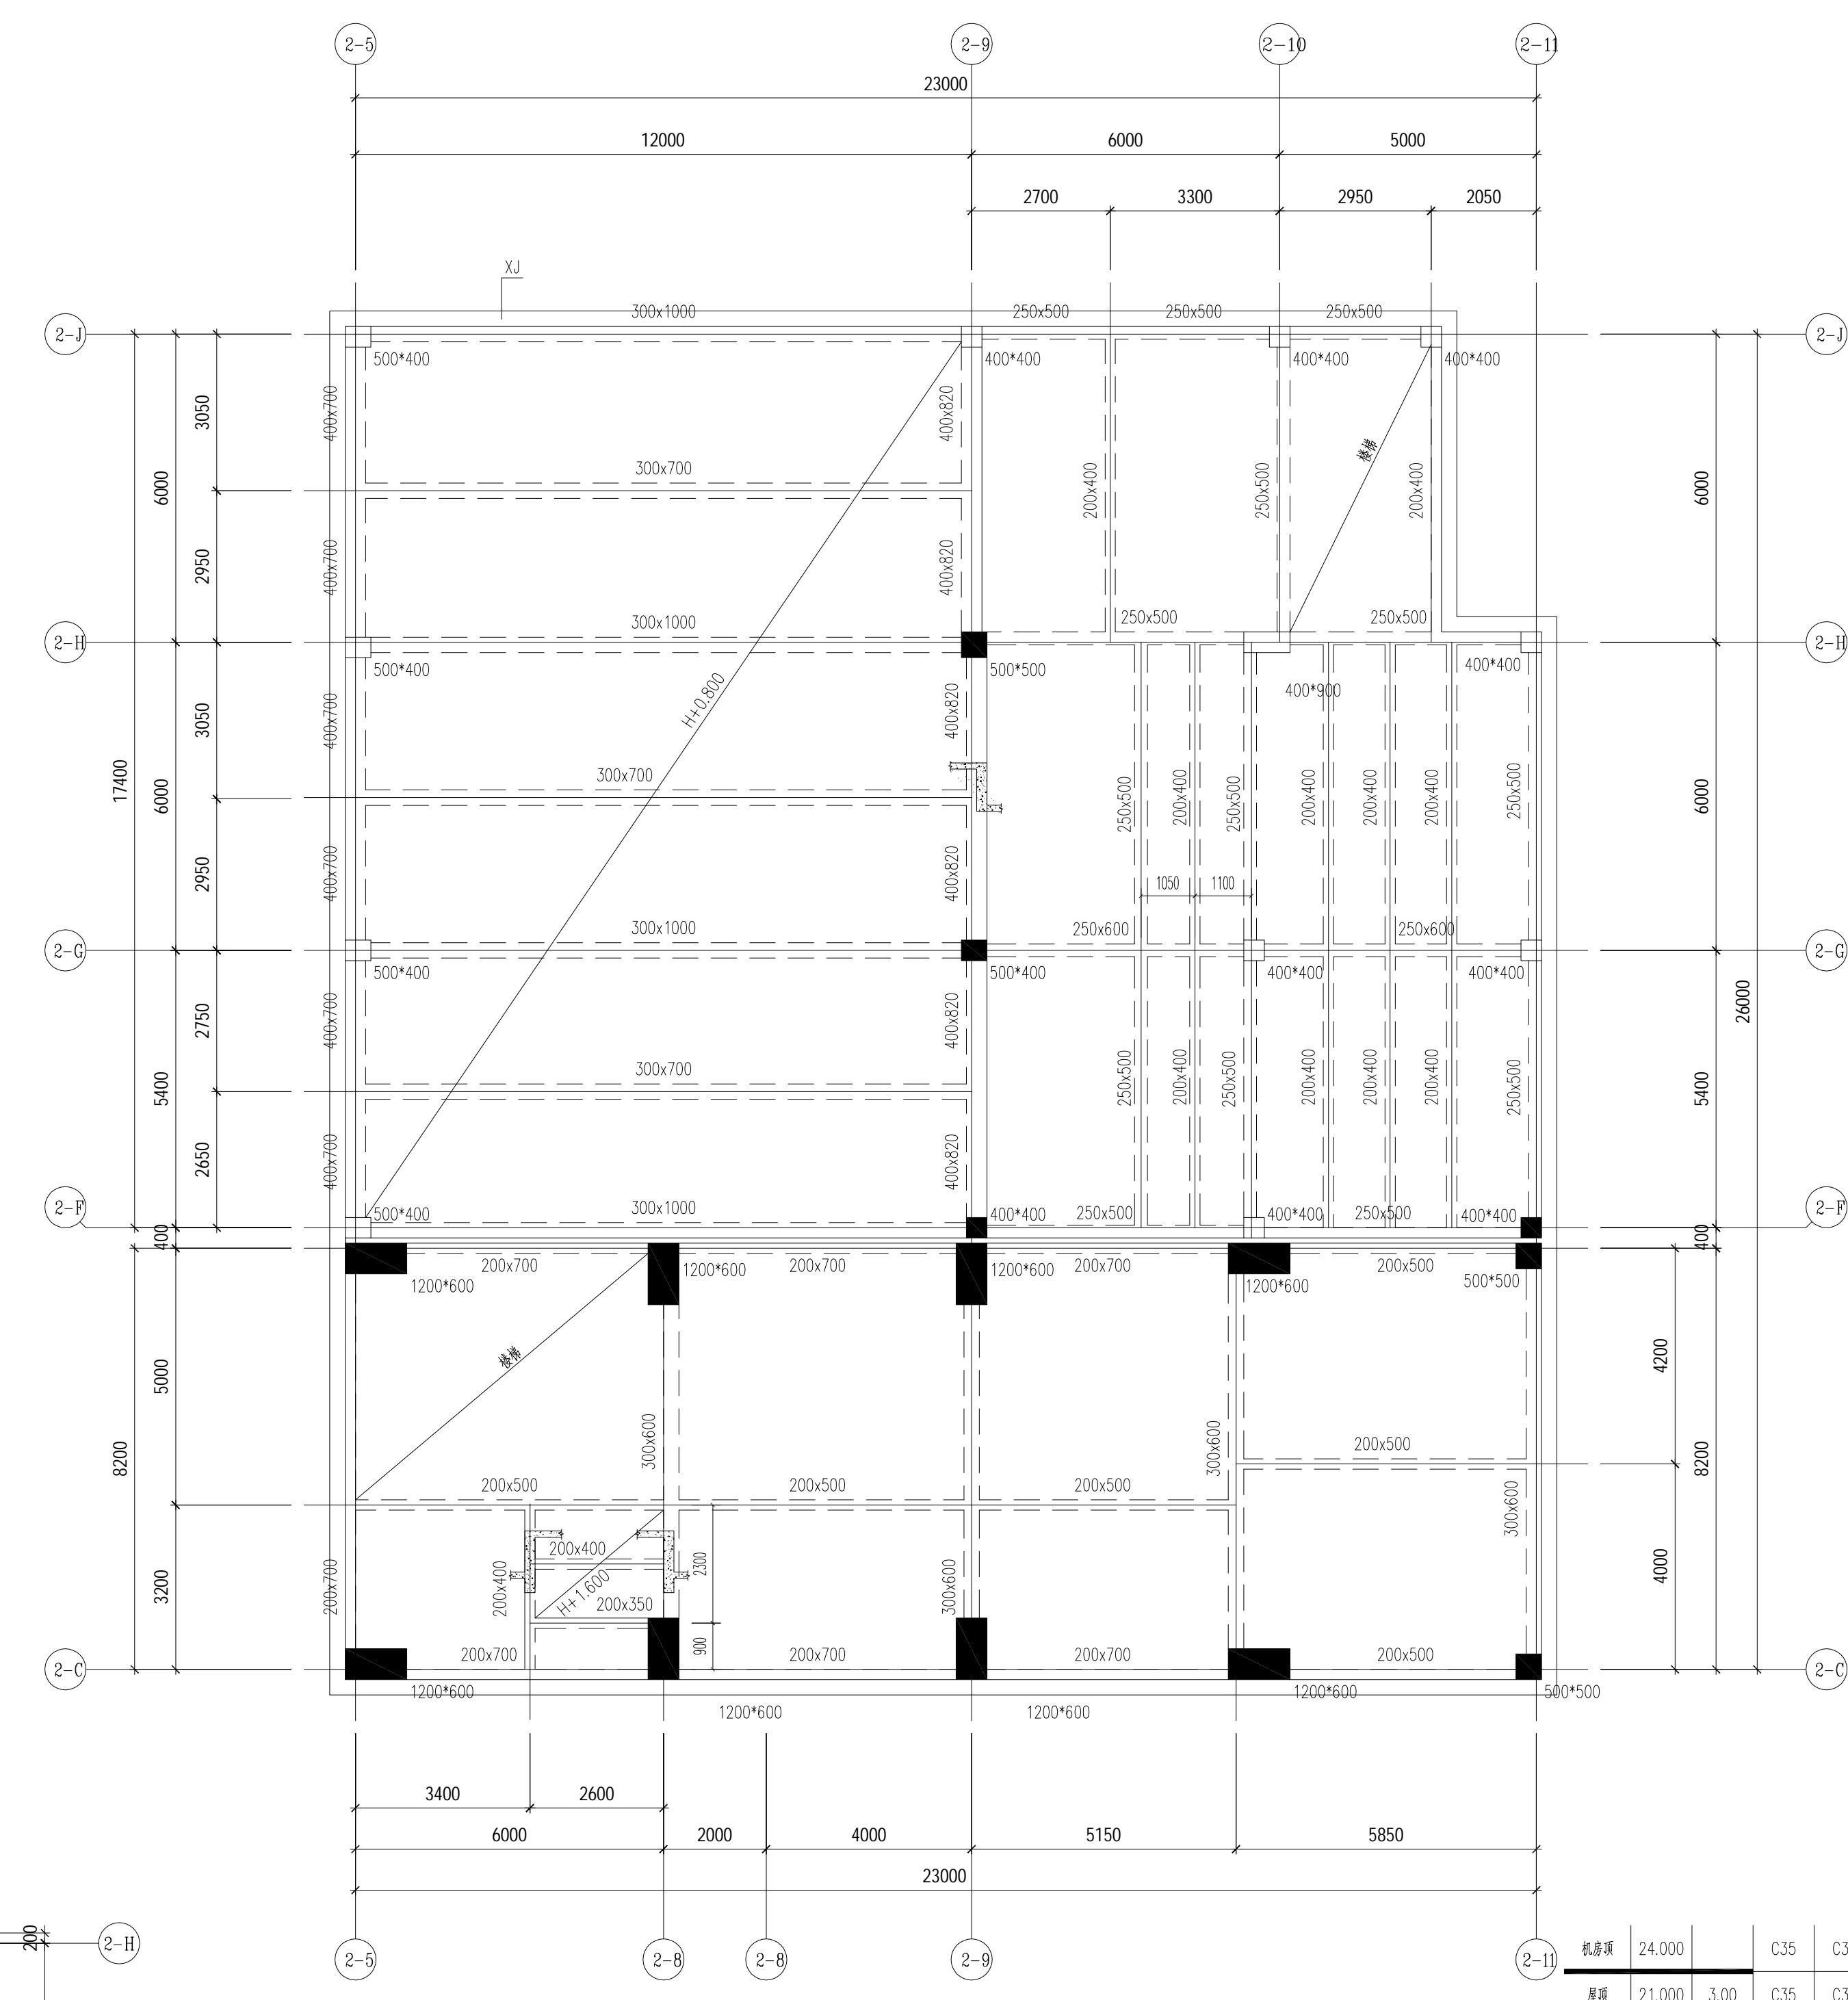 2-5
2-9
2-10
2-11
23000
12000
6000
5000
2700
3300
2950
2050
XJ
300x1000
250x500
250x500
250x500
2-J
2-J
500*400
400*400
400*400
400*400
3050
400x700
400x820
楼梯
300x700
6000
200x400
250x500
200x400
6000
2950
400x700
400x820
300x1000
250x500
250x500
2-H
2-H
500*400
500*500
400*900
400*400
3050
400x700
H+0.800
400x820
17400
300x700
6000
250x500
200x400
250x500
200x400
200x400
200x400
250x500
6000
2950
400x700
400x820
1050
1100
300x1000
250x600
250x600
2-G
2-G
500*400
500*400
400*400
400*400
26000
2750
400x700
400x820
300x700
5400
250x500
200x400
250x500
200x400
200x400
200x400
250x500
5400
2650
400x700
400x820
2-F
2-F
500*400
300x1000
400*400
250x500
400*400
250x500
400*400
400
400
200x700
1200*600
200x700
1200*600
200x700
200x500
1200*600
1200*600
500*500
楼梯
5000
4200
8200
300x600
300x600
200x500
8200
200x500
200x500
200x500
300x600
200x400
2300
3200
200x700
200x400
H+1.600
200x350
300x600
4000
900
200x700
200x700
200x700
200x500
2-C
2-C
1200*600
1200*600
1200*600
1200*600
500*500
3400
2600
6000
2000
4000
5150
5850
23000
200
2-H
2-5
2-8
2-8
2-9
2-11
机房顶 24.000 C35 C3
屋顶 21.000 3.00 C35 C3